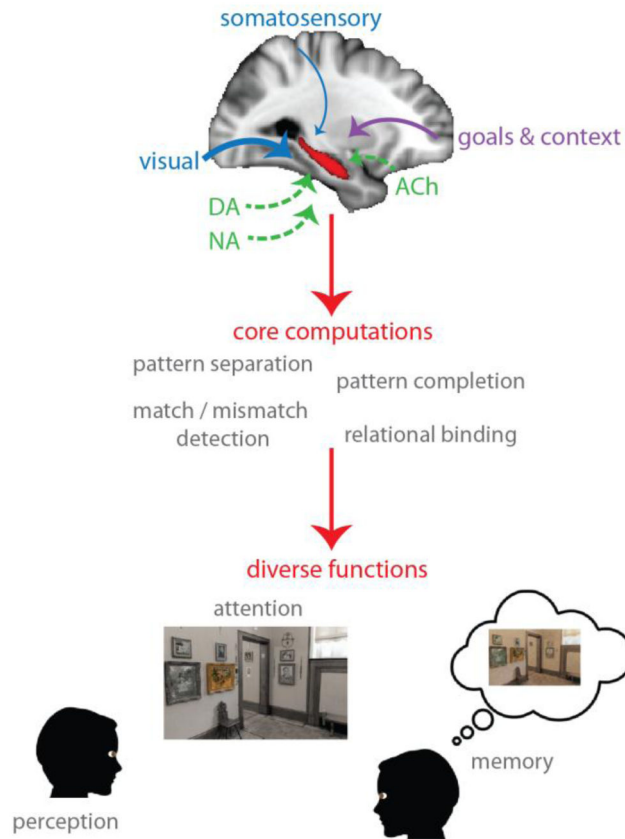 somatosensory
visual
goals & context
ACh
DA
NA
core computations
pattern separation
pattern completion
match / mismatch
detection
relational binding
diverse functions
attention
memory
perception